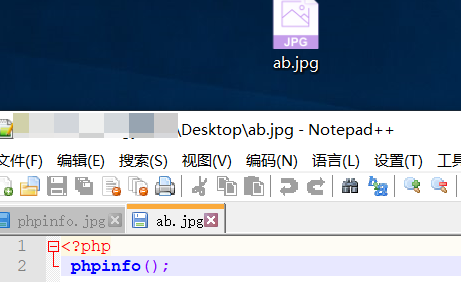 JPG
ab.jpg
\Desktop\ab.jpg - Notepad++
文件(F) 编辑(E) 搜索(S) 视图(V) 编码(N) 语言(L) 设置(T) 工具
phpinfo.jpg ab.jpg
1 <?php
2 phpinfo();